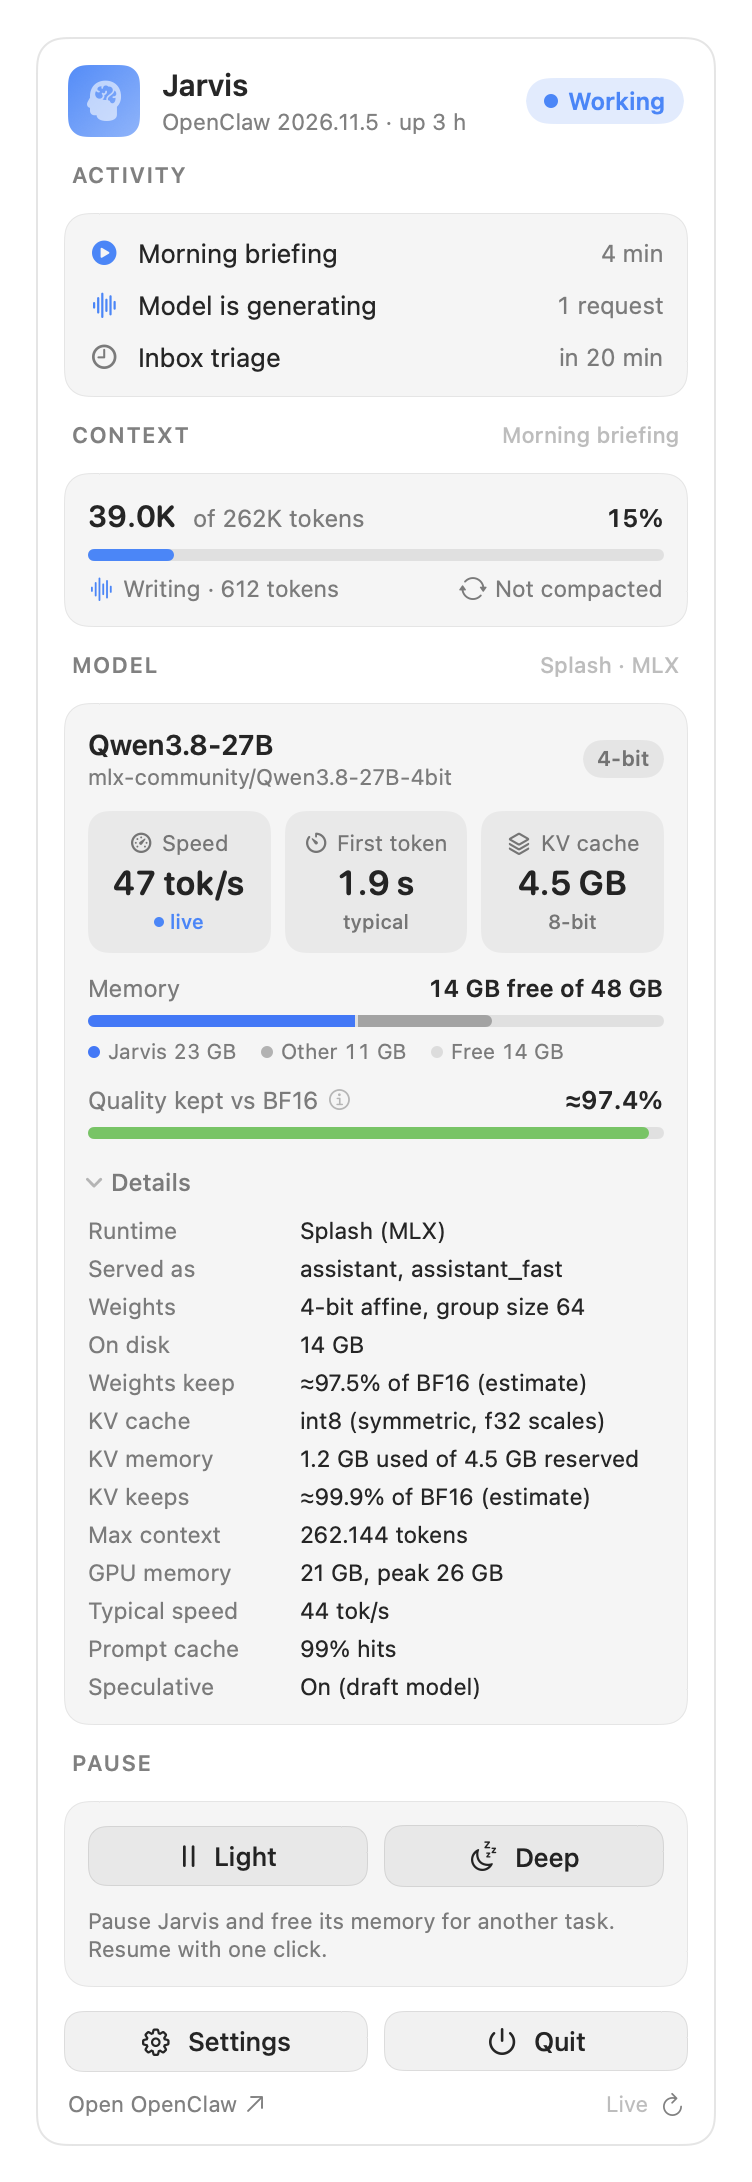 Jarvis
OpenClaw 2026.11.5 · up 3 h
Working
ACTIVITY
Morning briefing 4 min
Model is generating 1 request
Inbox triage in 20 min
CONTEXT Morning briefing
39.0K of 262K tokens 15%
Writing · 612 tokens Not compacted
MODEL Splash · MLX
Qwen3.8-27B
mlx-community/Qwen3.8-27B-4bit
4-bit
Speed
47 tok/s
live
First token
1.9 s
typical
KV cache
4.5 GB
8-bit
Memory 14 GB free of 48 GB
Jarvis 23 GB Other 11 GB Free 14 GB
Quality kept vs BF16 ≈97.4%
Details
Runtime Splash (MLX)
Served as assistant, assistant_fast
Weights 4-bit affine, group size 64
On disk 14 GB
Weights keep ≈97.5% of BF16 (estimate)
KV cache int8 (symmetric, f32 scales)
KV memory 1.2 GB used of 4.5 GB reserved
KV keeps ≈99.9% of BF16 (estimate)
Max context 262.144 tokens
GPU memory 21 GB, peak 26 GB
Typical speed 44 tok/s
Prompt cache 99% hits
Speculative On (draft model)
PAUSE
Light Deep
Pause Jarvis and free its memory for another task.
Resume with one click.
Settings Quit
Open OpenClaw Live